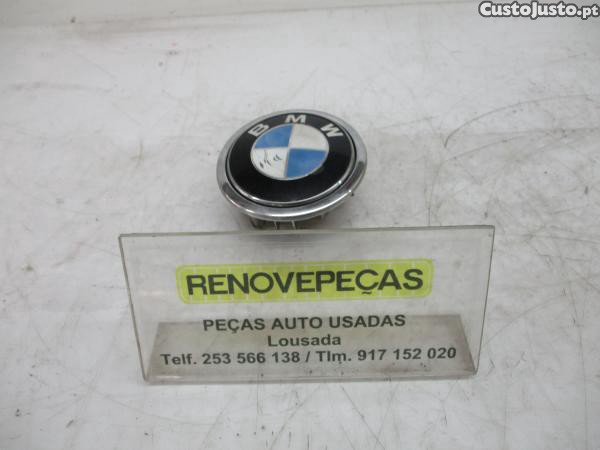 CustoJusto.pt
BMW
RENOVEPEÇAS
PEÇAS AUTO USADAS
Lousada
Telf. 253 566 138 / Tlm. 917 152 020